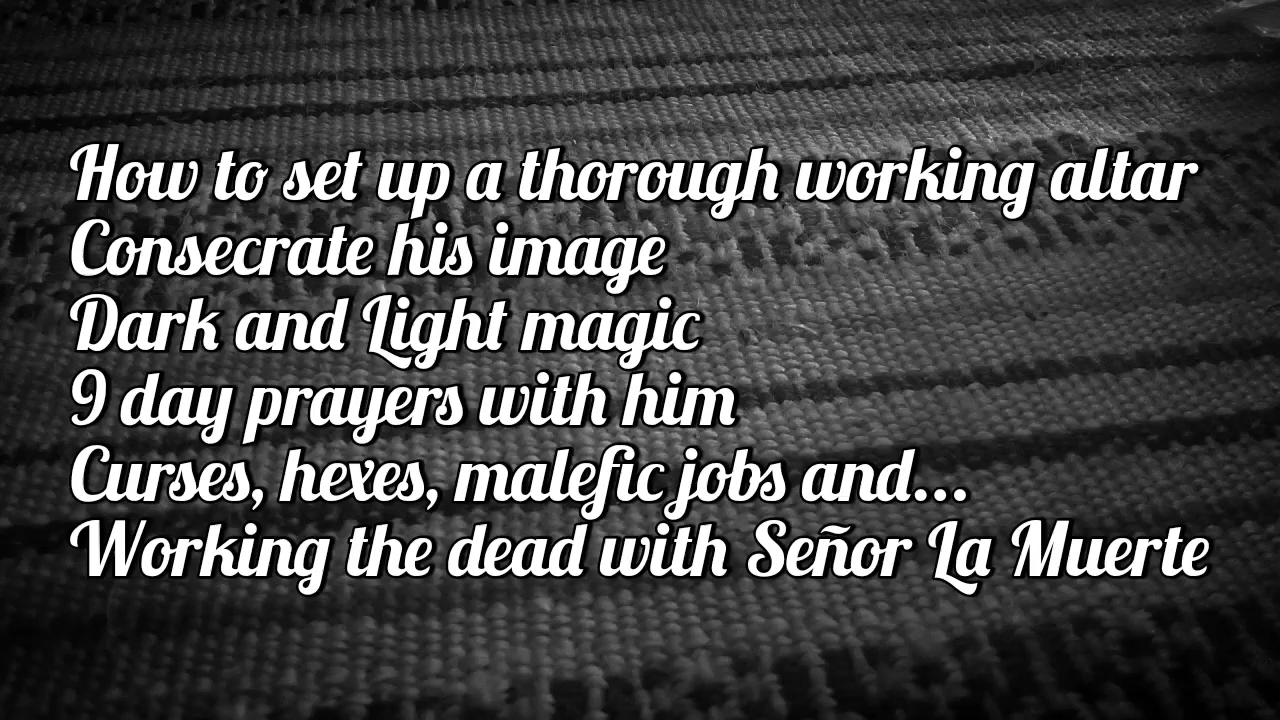 How to set up a thorough working altar
Consecrate his image
Dark and Light magic
9 day prayers with him
Curses, hexes, malefic jobs and...
Working the dead with Señor La Muerte